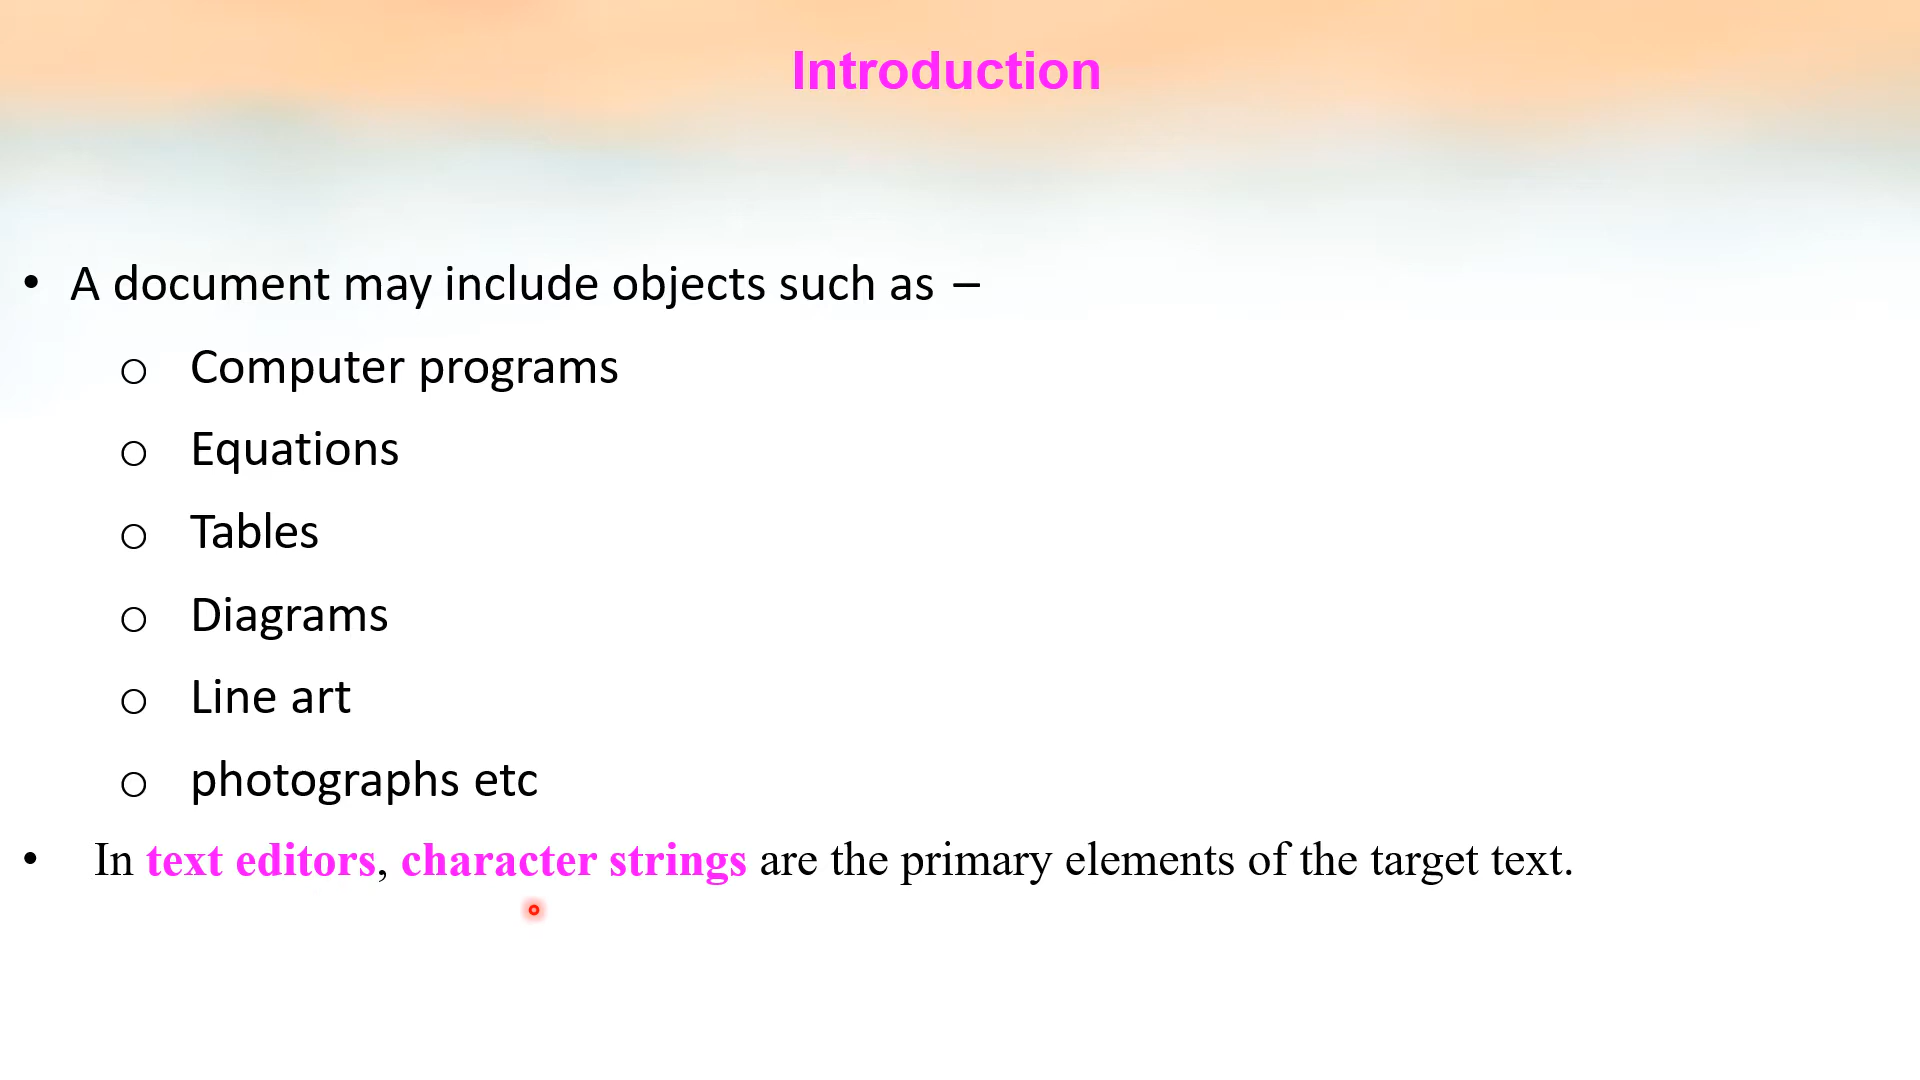 Introduction
• A document may include objects such as –
o Computer programs
o Equations
o Tables
o Diagrams
o Line art
o photographs etc
• In text editors, character strings are the primary elements of the target text.